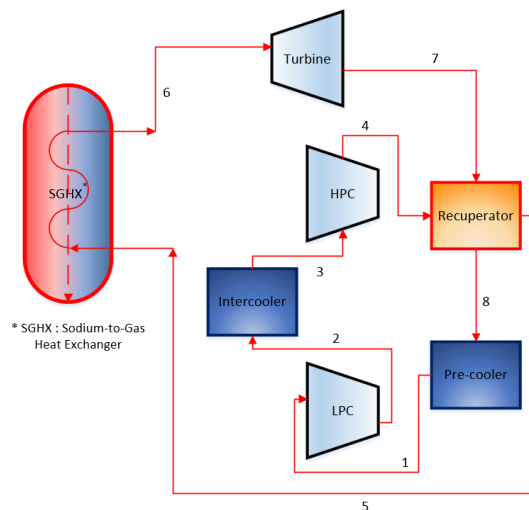 Turbine
7
6
4
SGHX*
HPC
Recuperator
3
Intercooler
8
* SGHX : Sodium-to-Gas
Heat Exchanger
2
Pre-cooler
LPC
1
5